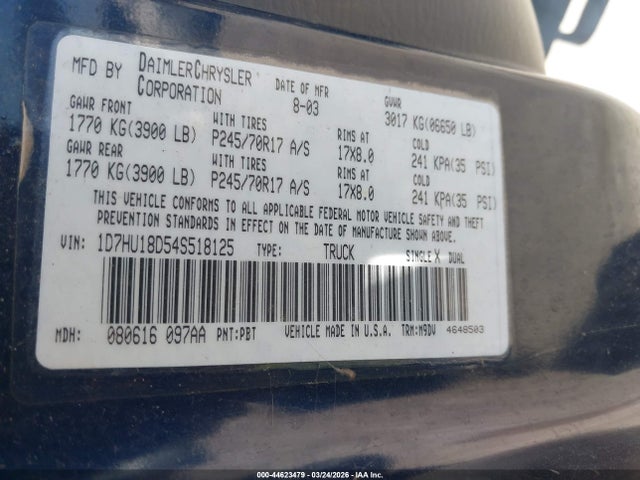 MFD BY DAIMLERCHRYSLER CORPORATION DATE OF MFR 8-03 GVWR 3017 KG(06650 LB)
GAWR FRONT WITH TIRES RIMS AT COLD
1770 KG(3900 LB) P245/70R17 A/S 17X8.0 241 KPA(35 PSI)
GAWR REAR WITH TIRES RIMS AT COLD
1770 KG(3900 LB) P245/70R17 A/S 17X8.0 241 KPA(35 PSI)
THIS VEHICLE CONFORMS TO ALL APPLICABLE FEDERAL MOTOR VEHICLE SAFETY AND THEFT
PREVENTION STANDARDS IN EFFECT ON THE DATE OF MANUFACTURE SHOWN ABOVE.
VIN: 1D7HU18D54S518125 TYPE: TRUCK SINGLE X DUAL
MDH: 080616 097AA PNT:PBT VEHICLE MADE IN U.S.A. TRM:M9DV 4648503
000-44623479 - 03/24/2026 - IAA Inc.